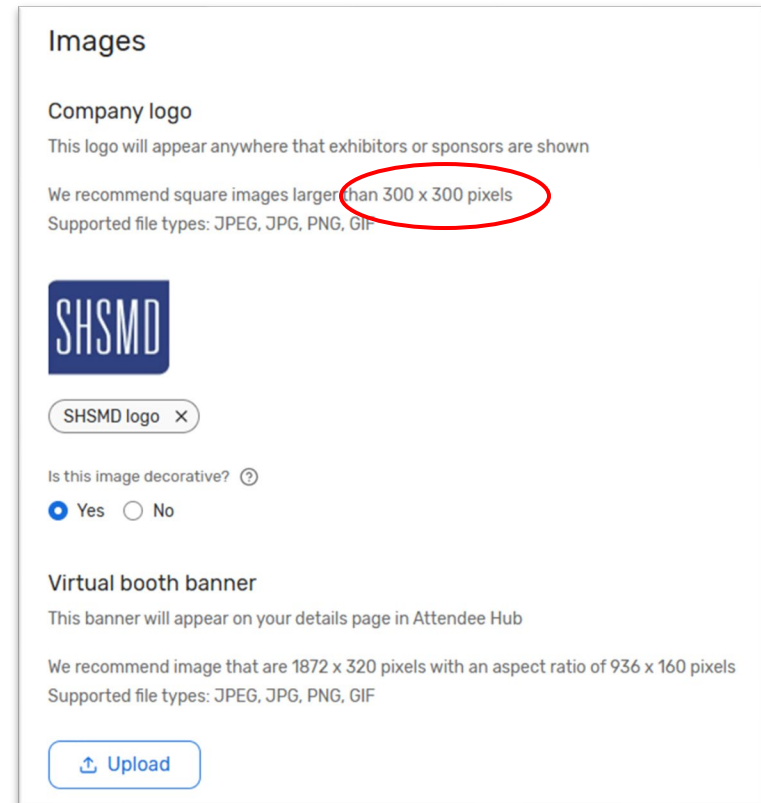 Images
Company logo
This logo will appear anywhere that exhibitors or sponsors are shown
We recommend square images larger than 300 x 300 pixels
Supported file types: JPEG, JPG, PNG, GIF
SHSMD
SHSMD logo ×
Is this image decorative? ?
Yes No
Virtual booth banner
This banner will appear on your details page in Attendee Hub
We recommend image that are 1872 x 320 pixels with an aspect ratio of 936 x 160 pixels
Supported file types: JPEG, JPG, PNG, GIF
Upload